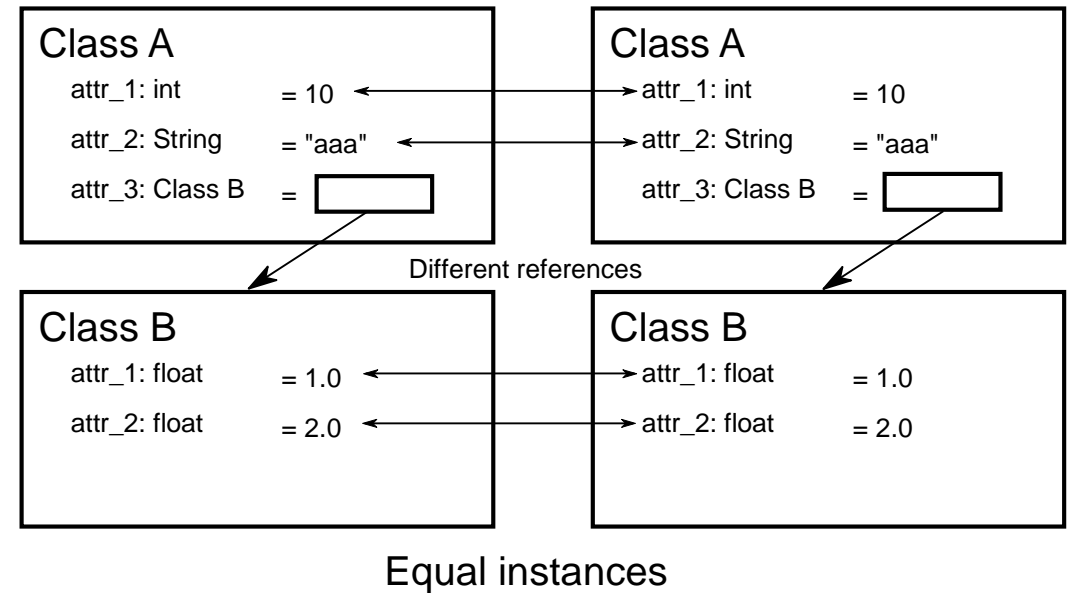 Class A
attr_1: int = 10
attr_2: String = "aaa"
attr_3: Class B =
Class A
attr_1: int = 10
attr_2: String = "aaa"
attr_3: Class B =
Different references
Class B
attr_1: float = 1.0
attr_2: float = 2.0
Class B
attr_1: float = 1.0
attr_2: float = 2.0
Equal instances